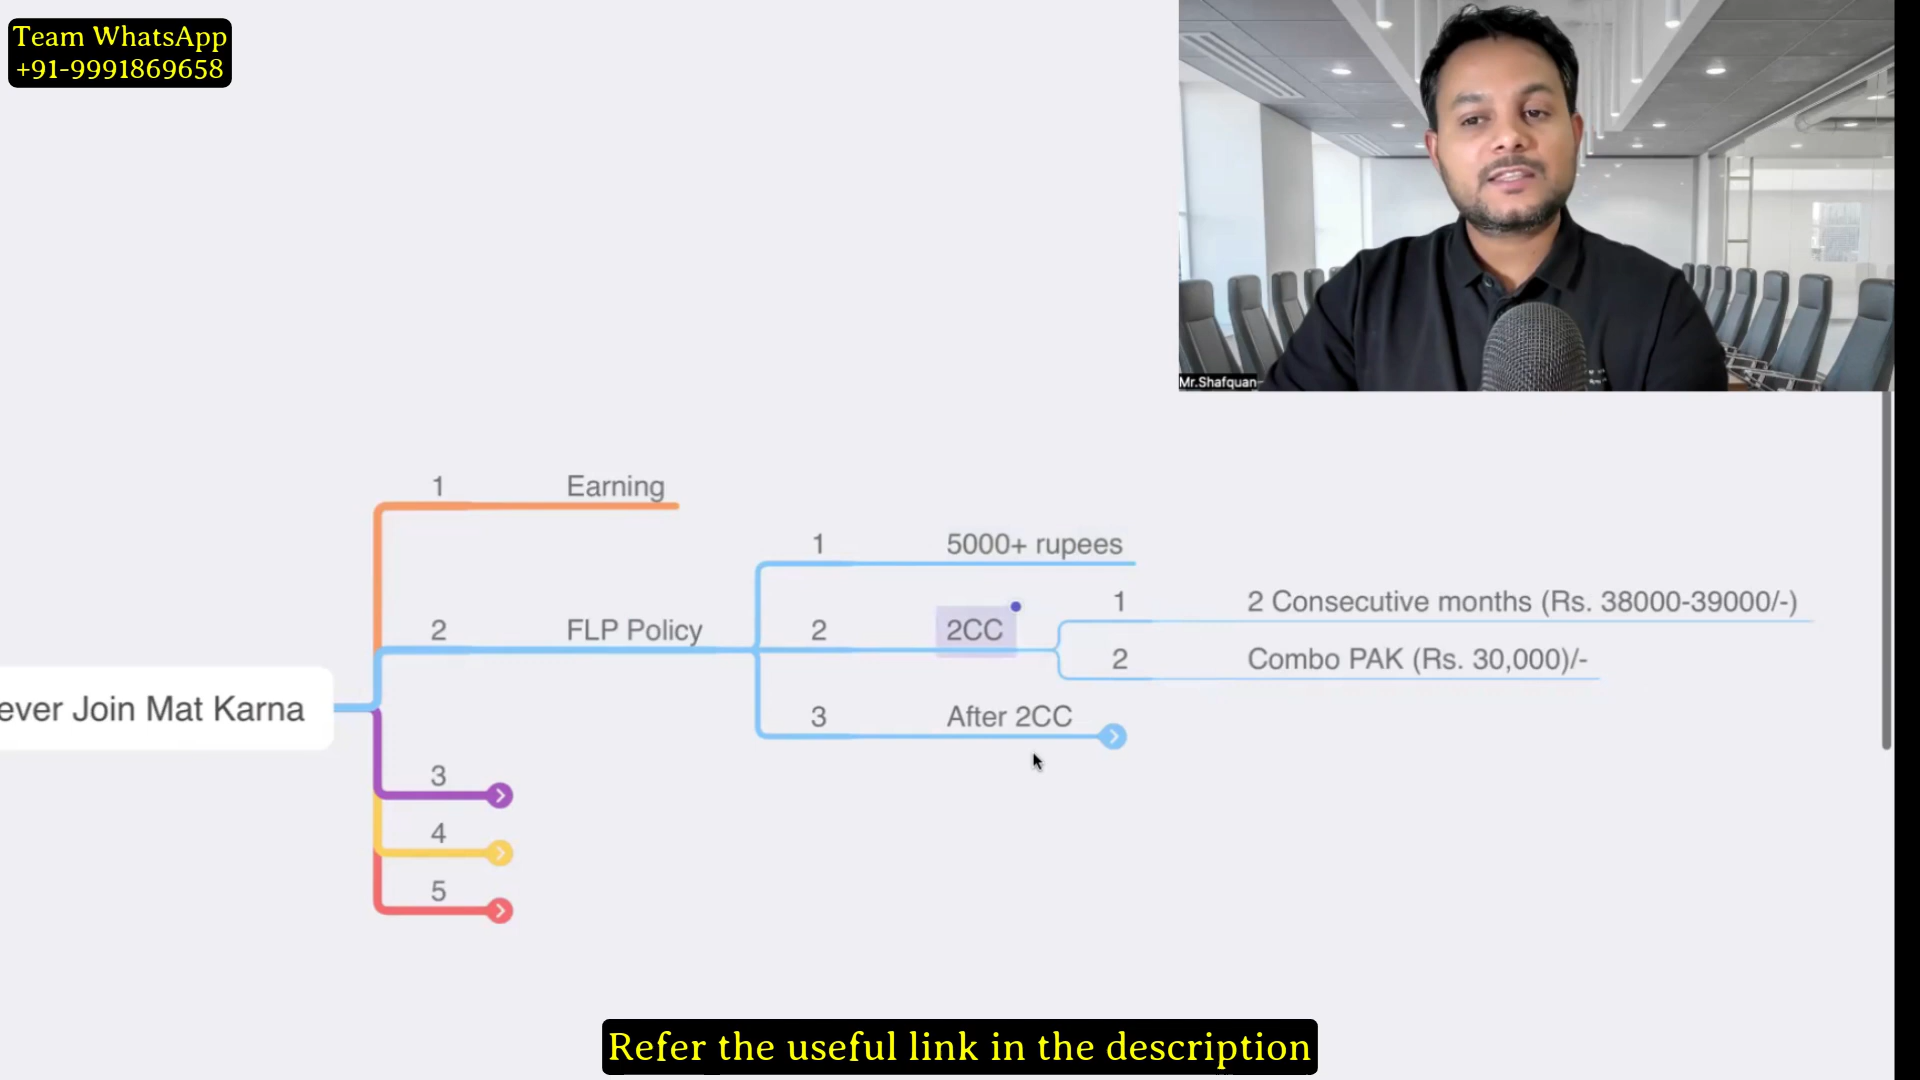 Team WhatsApp
+91-9991869658
Mr.Shafquan
1 Earning
1 5000+ rupees
2 FLP Policy
2 2CC
1 2 Consecutive months (Rs. 38000-39000/-)
2 Combo PAK (Rs. 30,000)/-
3 After 2CC
ever Join Mat Karna
3
4
5
Refer the useful link in the description